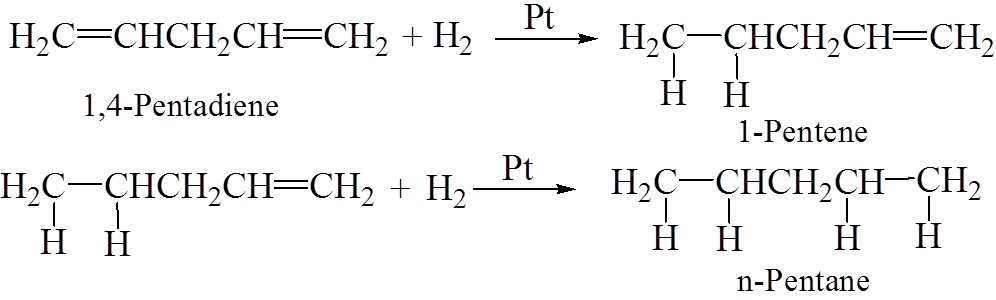 Pt
H₂C=CHCH₂CH=CH₂ + H₂ → H₂C—CHCH₂CH=CH₂
H H
1,4-Pentadiene
1-Pentene
Pt
H₂C—CHCH₂CH=CH₂ + H₂ → H₂C—CHCH₂CH—CH₂
H H H H H H
n-Pentane